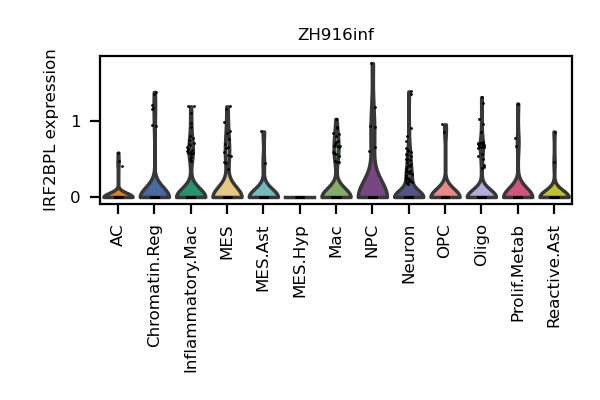 ZH916inf
IRF2BPL expression
1
0
AC
Chromatin.Reg
Inflammatory.Mac
MES
MES.Ast
MES.Hyp
Mac
NPC
Neuron
OPC
Oligo
Prolif.Metab
Reactive.Ast